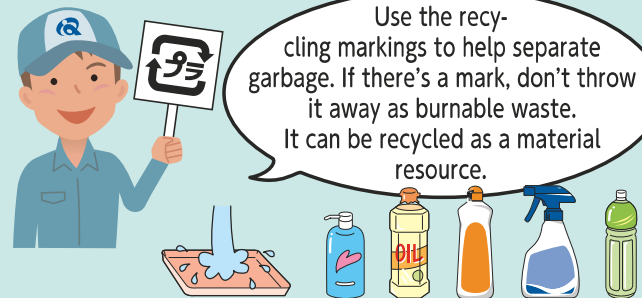 プラ
Use the recy-
cling markings to help separate
garbage. If there's a mark, don't throw
it away as burnable waste.
It can be recycled as a material
resource.
OIL